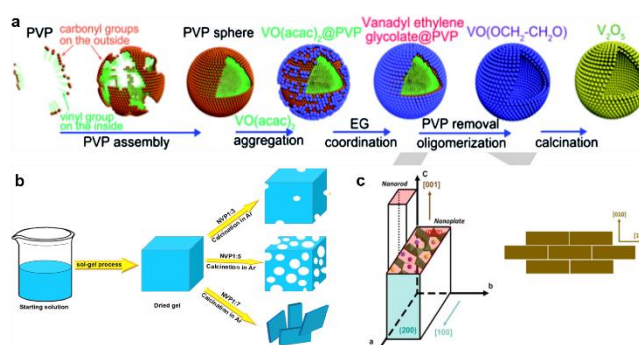 a
PVP
carbonyl groups
on the outside
vinyl group
on the inside
PVP assembly
PVP sphere
VO(acac)₂
aggregation
VO(acac)₂@PVP
EG
coordination
Vanadyl ethylene
glycolate@PVP
PVP removal
oligomerization
VO(OCH₂-CH₂O)
calcination
V₂O₅
b
Starting solution
sol-gel process
Dried gel
NVP1:3
Calcination in Ar
NVP1:5
Calcination in Ar
NVP1:7
Calcination in Ar
c
C
[001]
Nanorod
Nanoplate
(200)
[100]
a
b
[010]